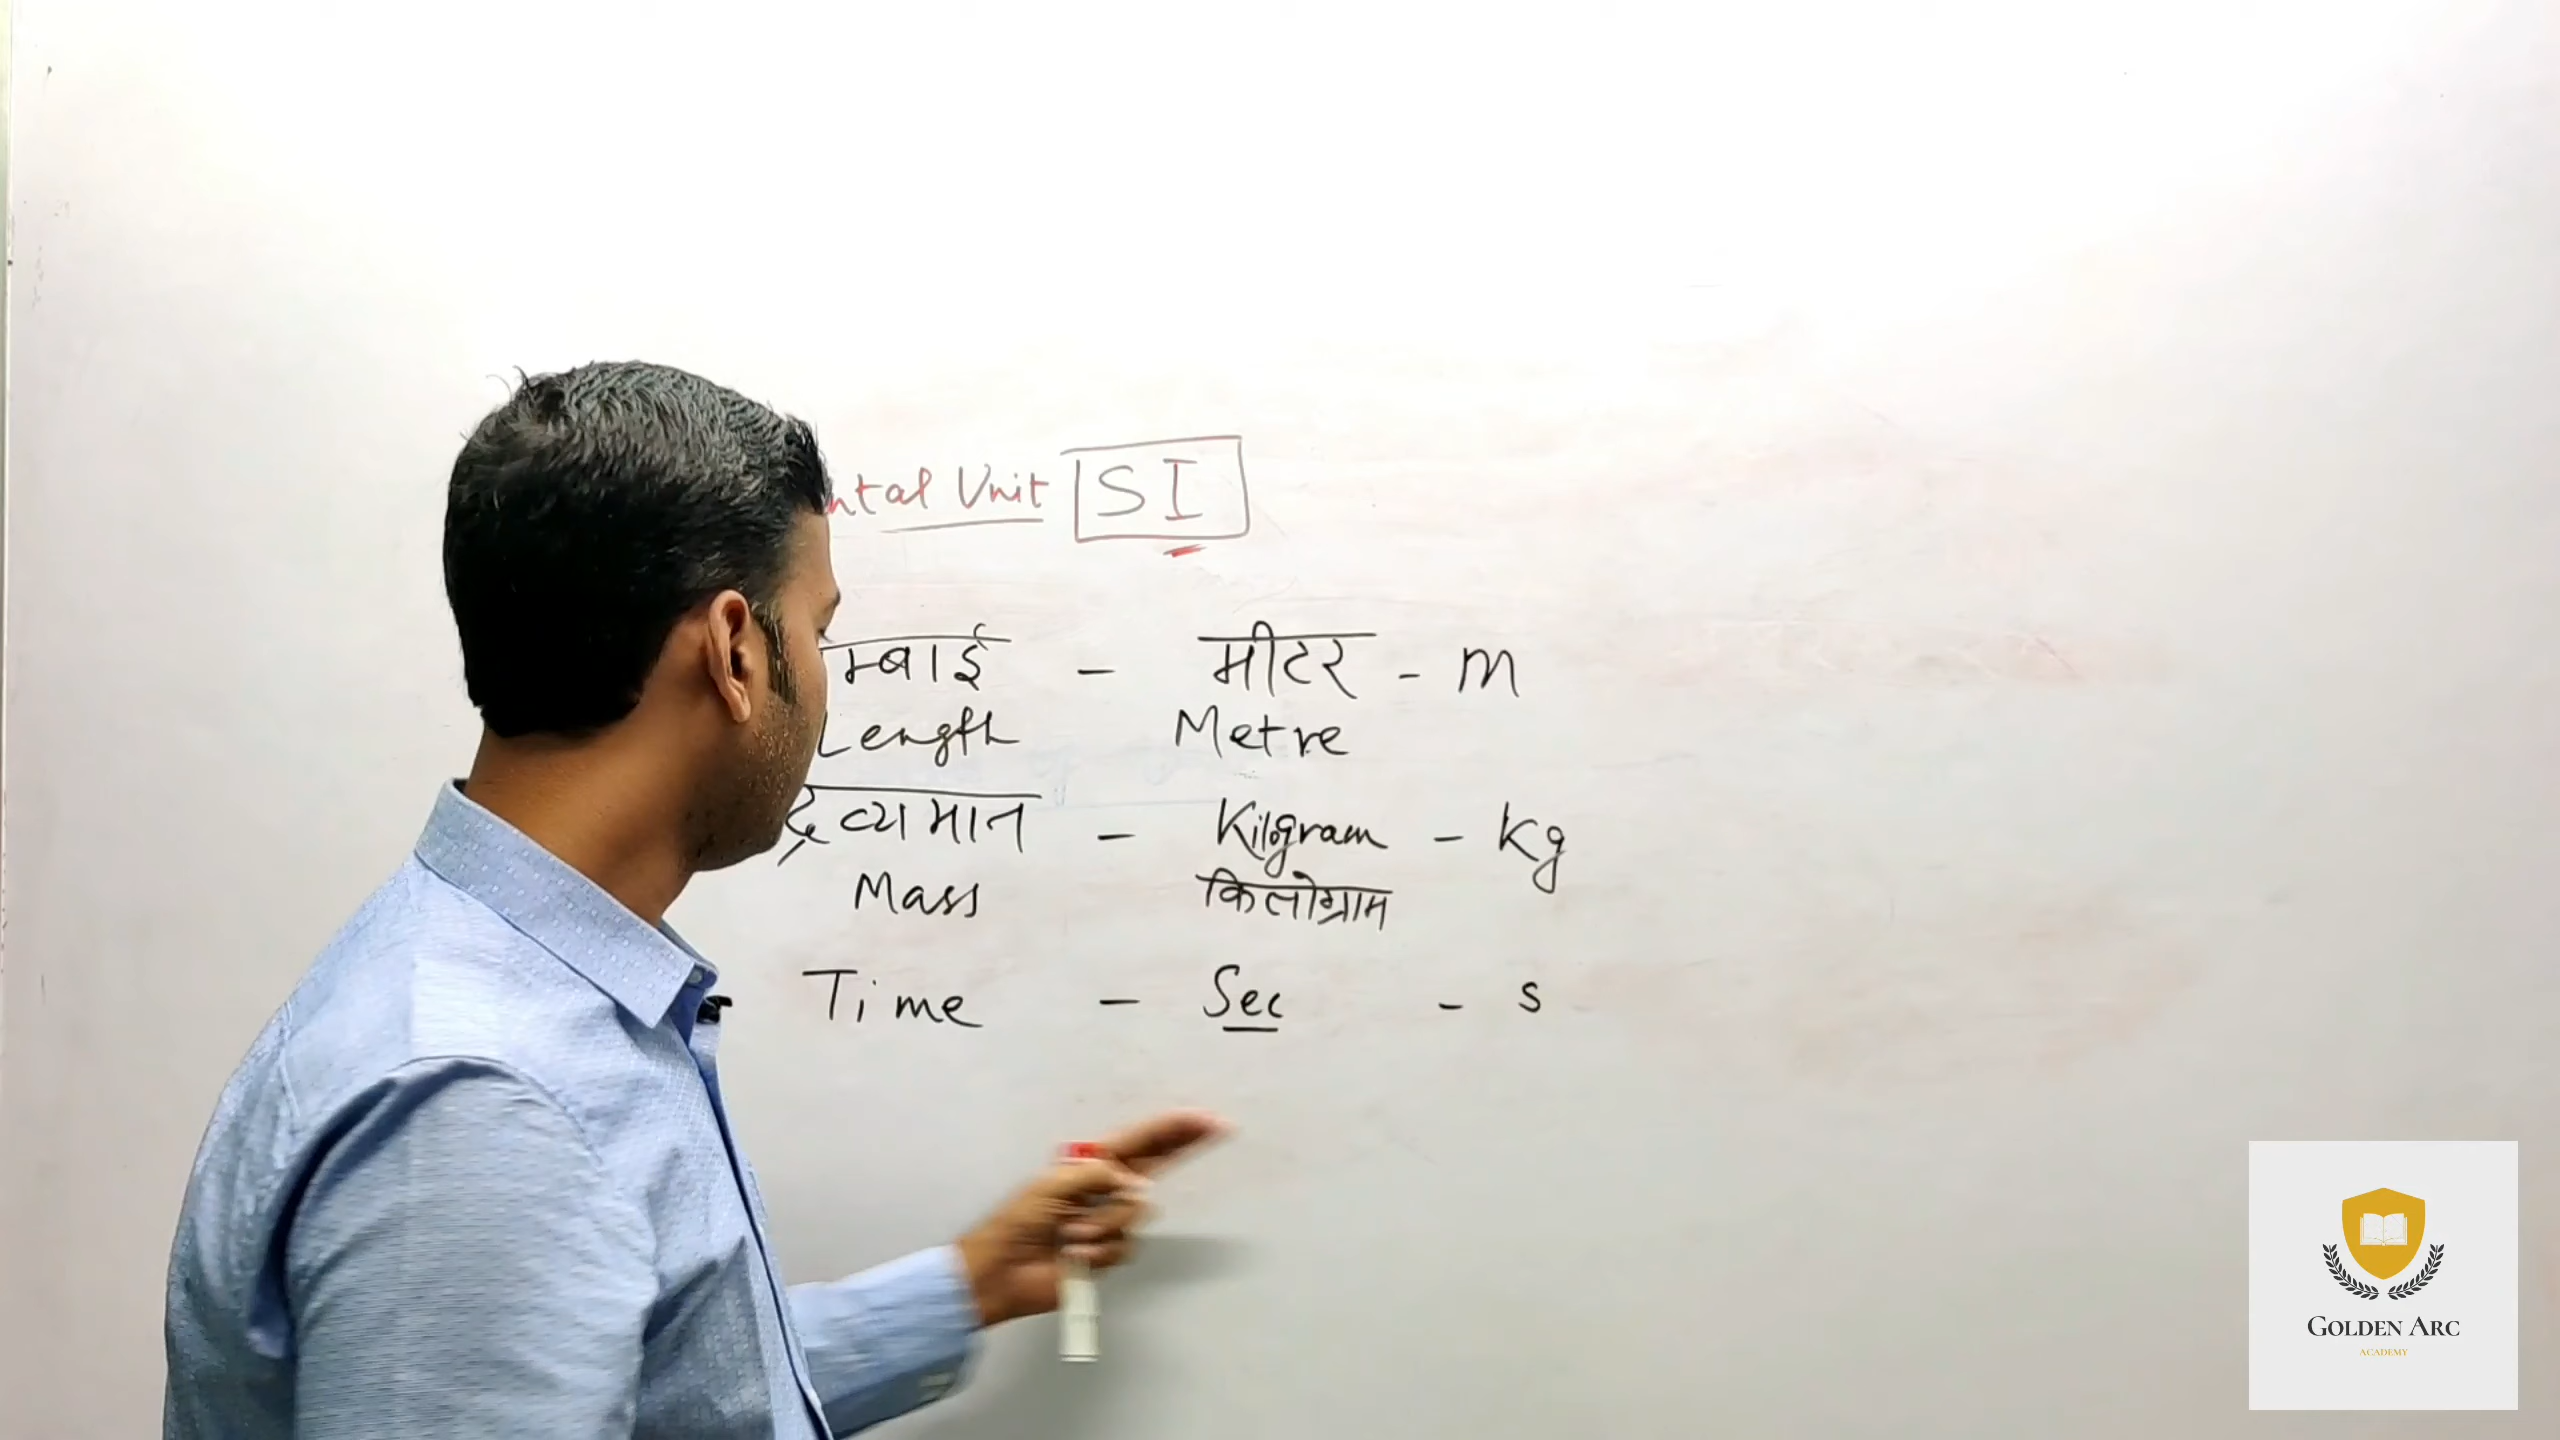 ntal Unit SI
म्बाई - मीटर - m
Length Metre
द्रव्यमान - Kilogram - Kg
Mass किलोग्राम
Time - Sec - s
GOLDEN ARC
ACADEMY